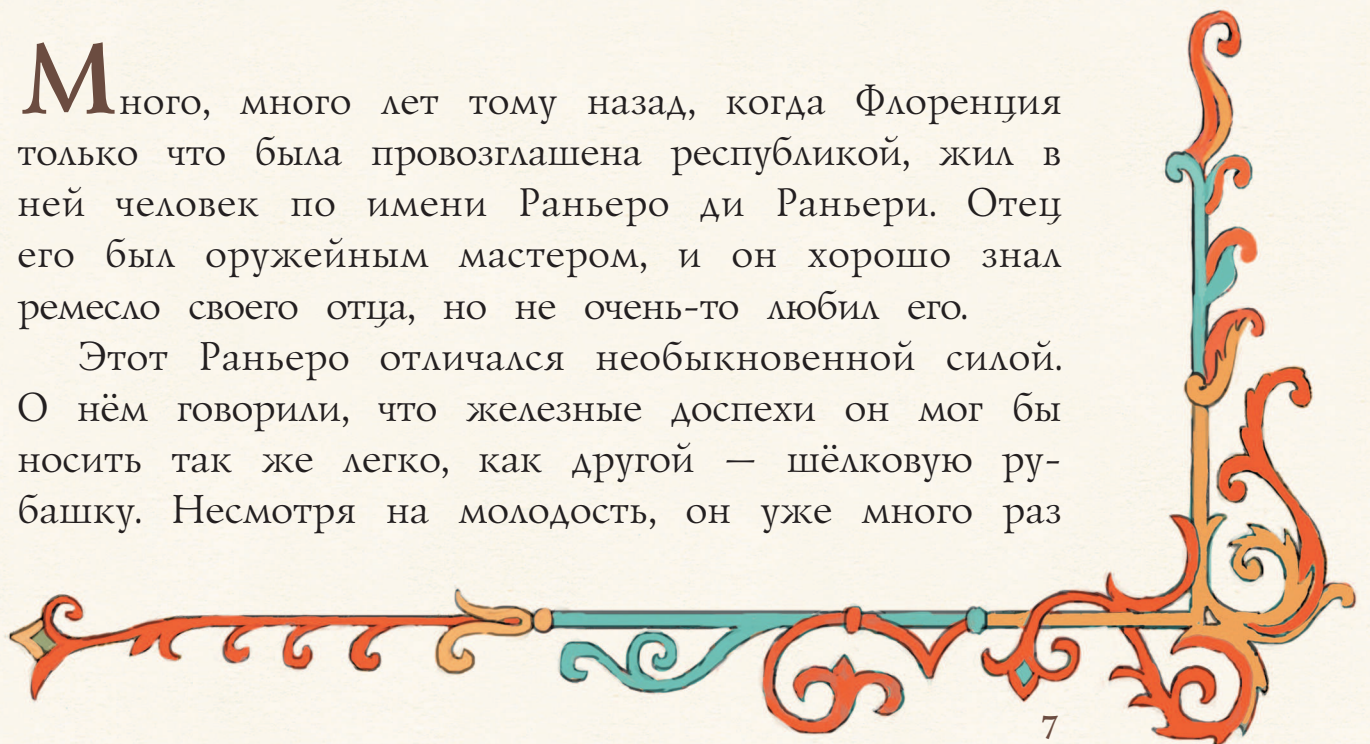 Много, много лет тому назад, когда Флоренция
только что была провозглашена республикой, жил в
ней человек по имени Раньеро ди Раньери. Отец
его был оружейным мастером, и он хорошо знал
ремесло своего отца, но не очень-то любил его.
Этот Раньеро отличался необыкновенной силой.
О нём говорили, что железные доспехи он мог бы
носить так же легко, как другой — шёлковую ру-
башку. Несмотря на молодость, он уже много раз
7